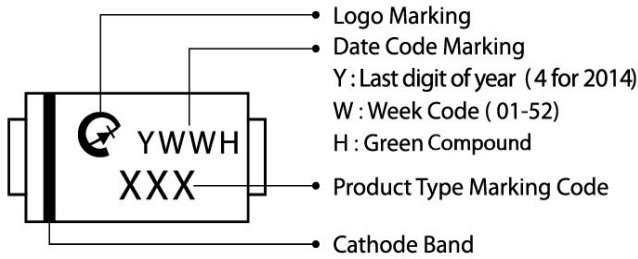 Logo Marking
Date Code Marking
Y : Last digit of year ( 4 for 2014)
W : Week Code ( 01-52)
H : Green Compound
YWWH
XXX
Product Type Marking Code
Cathode Band